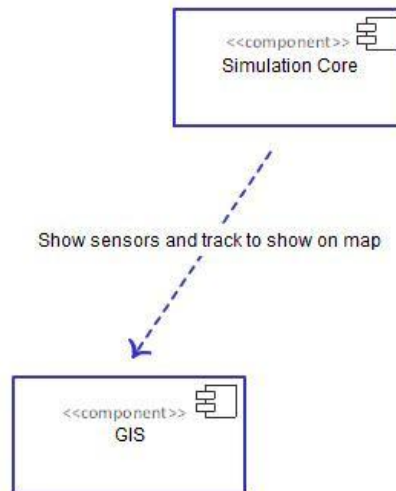 <<component>>
Simulation Core
Show sensors and track to show on map
<<component>>
GIS